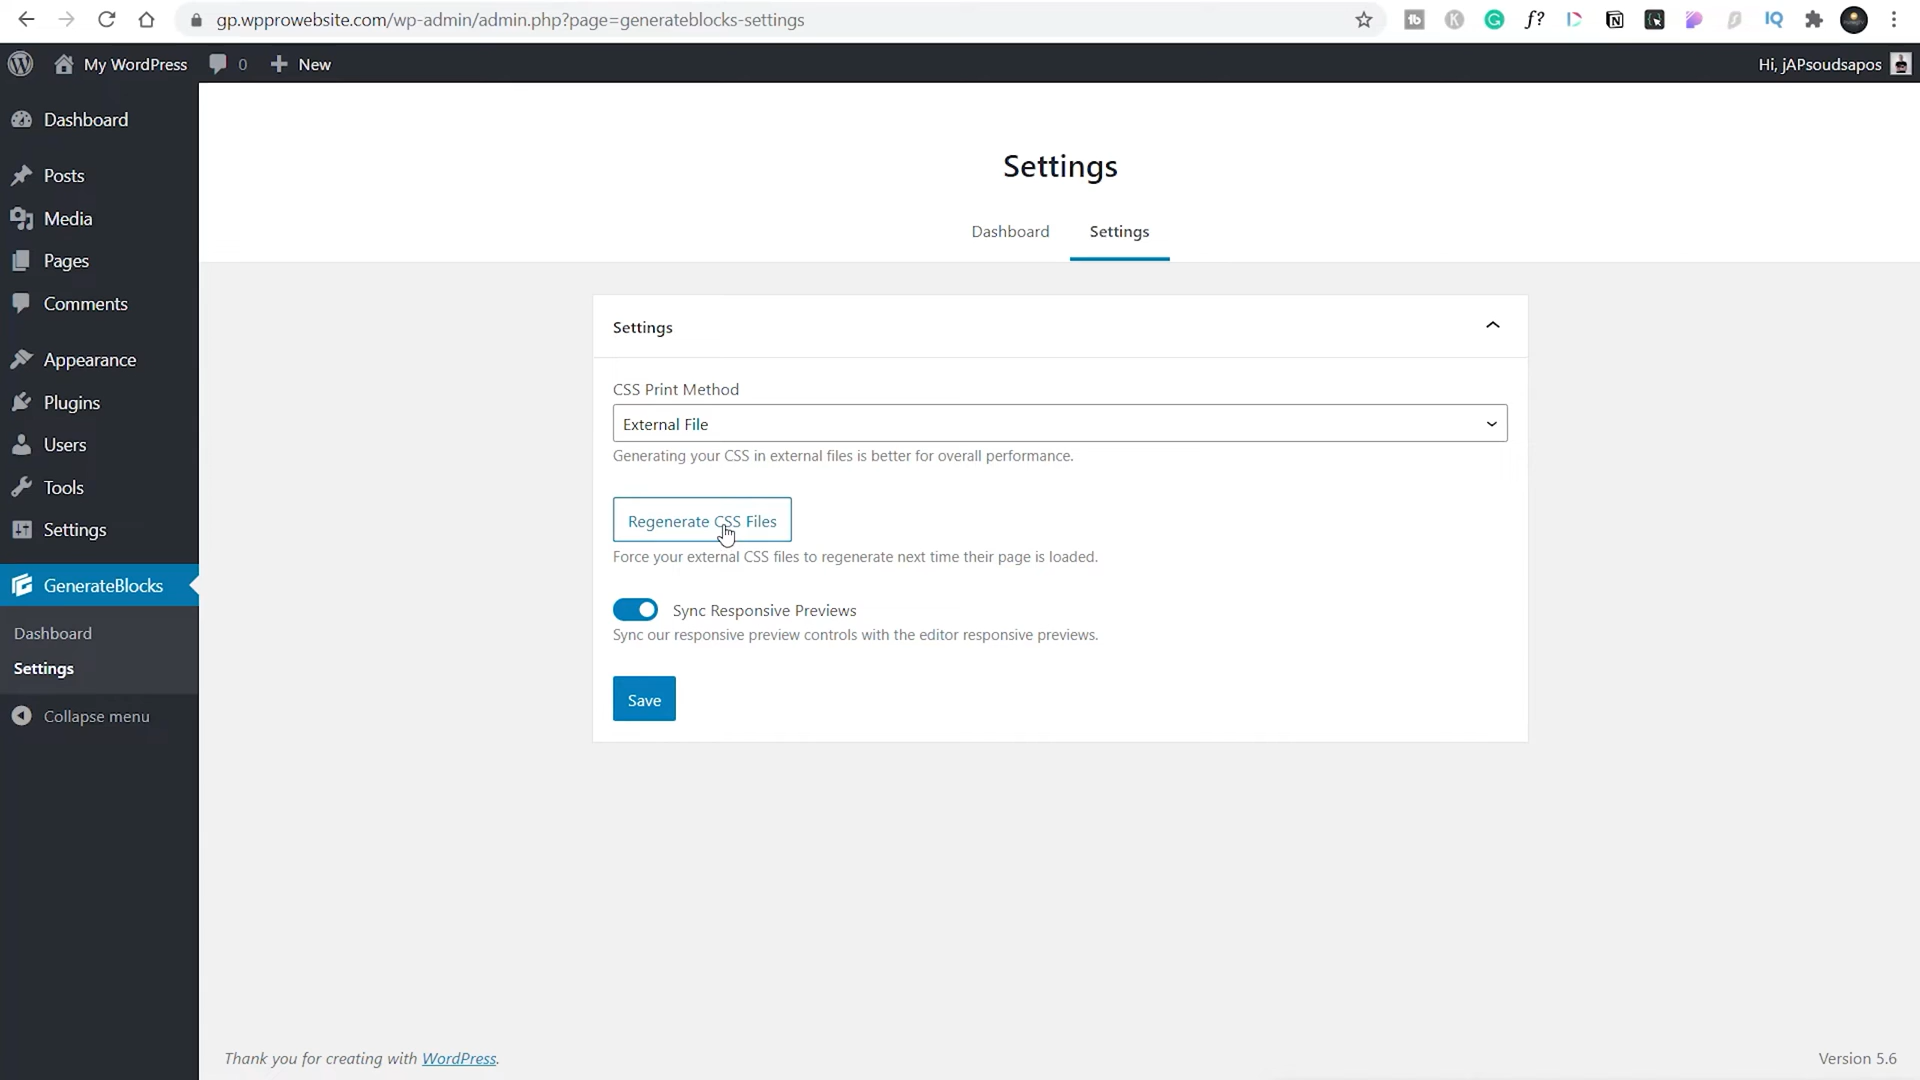 gp.wpprowebsite.com/wp-admin/admin.php?page=generateblocks-settings
My WordPress 0 New
Hi, jAPsoudsapos
Dashboard
Posts
Media
Pages
Comments
Appearance
Plugins
Users
Tools
Settings
GenerateBlocks
Dashboard
Settings
Collapse menu
Settings
Dashboard Settings
Settings
CSS Print Method
External File
Generating your CSS in external files is better for overall performance.
Regenerate CSS Files
Force your external CSS files to regenerate next time their page is loaded.
Sync Responsive Previews
Sync our responsive preview controls with the editor responsive previews.
Save
Thank you for creating with WordPress.
Version 5.6